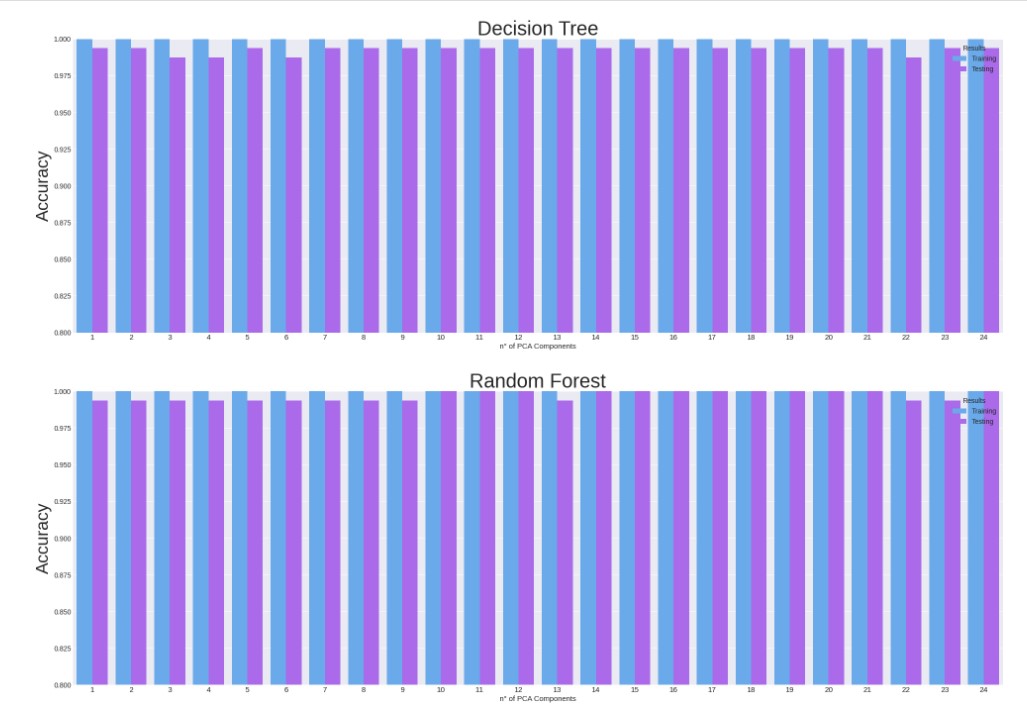 Decision Tree
1.000
0.975
0.950
0.925
0.900
0.875
0.850
0.825
0.800
Accuracy
Results
Training
Testing
1 2 3 4 5 6 7 8 9 10 11 12 13 14 15 16 17 18 19 20 21 22 23 24
n° of PCA Components
Random Forest
1.000
0.975
0.950
0.925
0.900
0.875
0.850
0.825
0.800
Accuracy
Results
Training
Testing
1 2 3 4 5 6 7 8 9 10 11 12 13 14 15 16 17 18 19 20 21 22 23 24
n° of PCA Components